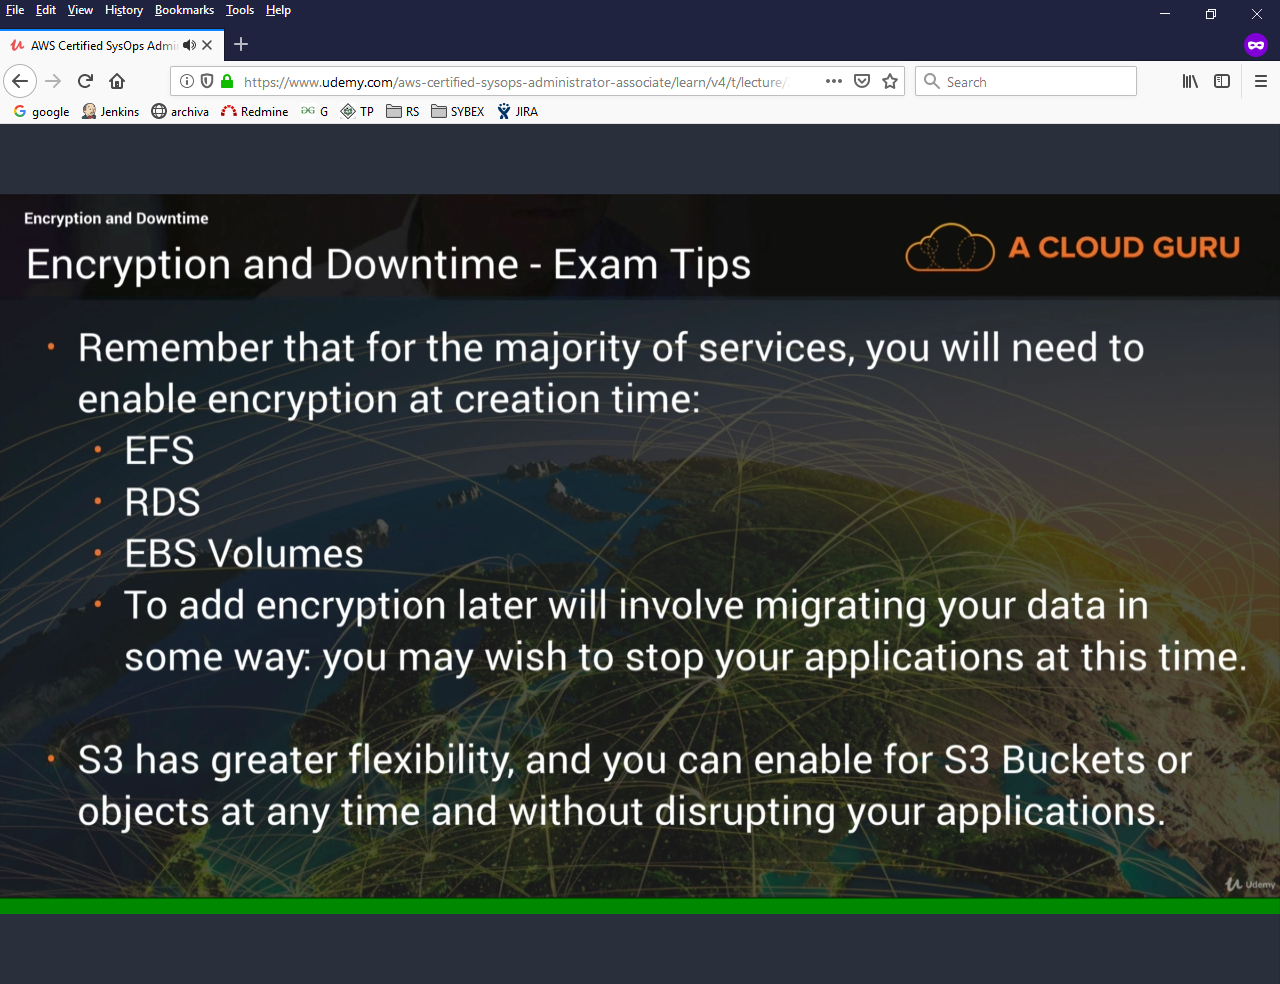 File Edit View History Bookmarks Tools Help
AWS Certified SysOps Admi
https://www.udemy.com/aws-certified-sysops-administrator-associate/learn/v4/t/lecture/
Search
google Jenkins archiva Redmine G TP RS SYBEX JIRA
Encryption and Downtime
Encryption and Downtime - Exam Tips
A CLOUD GURU
• Remember that for the majority of services, you will need to
enable encryption at creation time:
• EFS
• RDS
• EBS Volumes
• To add encryption later will involve migrating your data in
some way: you may wish to stop your applications at this time.
• S3 has greater flexibility, and you can enable for S3 Buckets or
objects at any time and without disrupting your applications.
Udemy